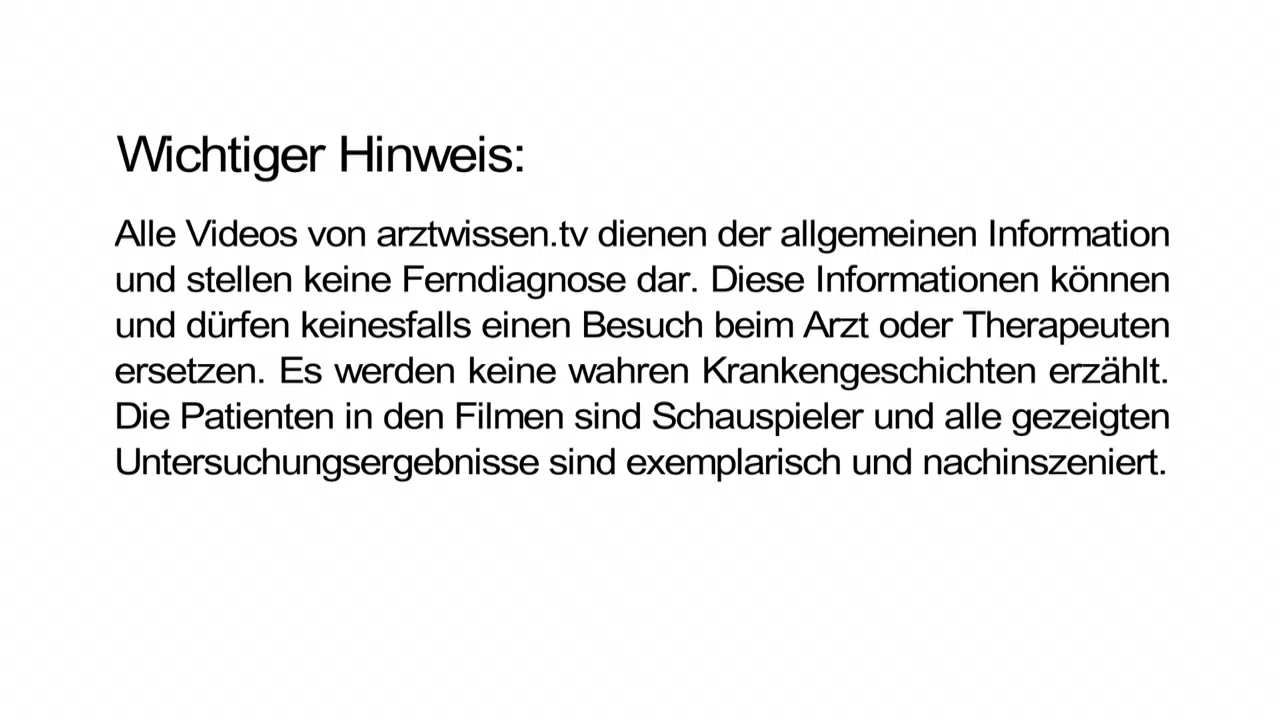 Wichtiger Hinweis:
Alle Videos von arztwissen.tv dienen der allgemeinen Information
und stellen keine Ferndiagnose dar. Diese Informationen können
und dürfen keinesfalls einen Besuch beim Arzt oder Therapeuten
ersetzen. Es werden keine wahren Krankengeschichten erzählt.
Die Patienten in den Filmen sind Schauspieler und alle gezeigten
Untersuchungsergebnisse sind exemplarisch und nachinszeniert.